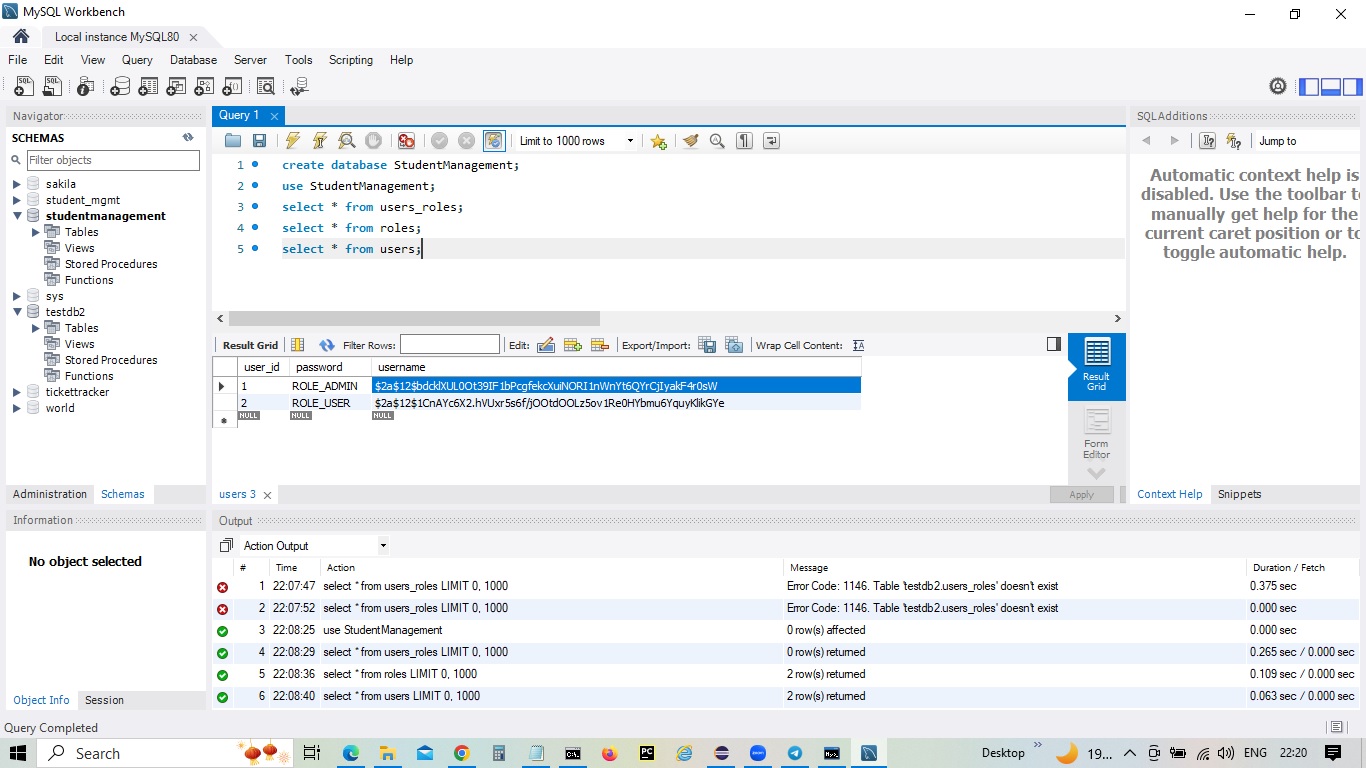 MySQL Workbench
Local instance MySQL80
File Edit View Query Database Server Tools Scripting Help
Navigator
SCHEMAS
Filter objects
sakila
student_mgmt
studentmanagement
Tables
Views
Stored Procedures
Functions
sys
testdb2
Tables
Views
Stored Procedures
Functions
tickettracker
world
Administration Schemas
Information
No object selected
Object Info Session
Query 1
Limit to 1000 rows
1 create database StudentManagement;
2 use StudentManagement;
3 select * from users_roles;
4 select * from roles;
5 select * from users;
Result Grid Filter Rows: Edit: Export/Import: Wrap Cell Content:
user_id password username
1 ROLE_ADMIN
2 ROLE_USER
NULL NULL NULL
Result Grid
Form Editor
users 3 Apply
SQLAdditions
Jump to
Automatic context help is
disabled. Use the toolbar to
manually get help for the
current caret position or to
toggle automatic help.
Context Help Snippets
Output
Action Output
# Time Action Message Duration / Fetch
1 22:07:47 select * from users_roles LIMIT 0, 1000 Error Code: 1146. Table 'testdb2.users_roles' doesn't exist 0.375 sec
2 22:07:52 select * from users_roles LIMIT 0, 1000 Error Code: 1146. Table 'testdb2.users_roles' doesn't exist 0.000 sec
3 22:08:25 use StudentManagement 0 row(s) affected 0.000 sec
4 22:08:29 select * from users_roles LIMIT 0, 1000 0 row(s) returned 0.265 sec / 0.000 sec
5 22:08:36 select * from roles LIMIT 0, 1000 2 row(s) returned 0.109 sec / 0.000 sec
6 22:08:40 select * from users LIMIT 0, 1000 2 row(s) returned 0.063 sec / 0.000 sec
Query Completed
Search
Desktop 19... ENG 22:20